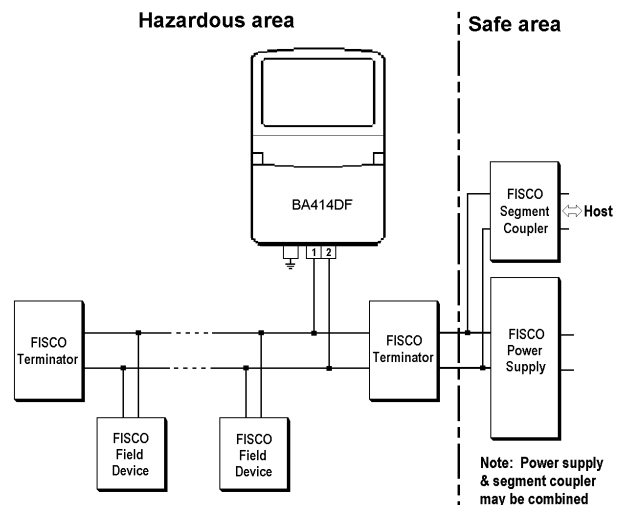 Hazardous area
Safe area
BA414DF
1 2
FISCO
Segment
Coupler
Host
FISCO
Terminator
FISCO
Terminator
FISCO
Power
Supply
FISCO
Field
Device
FISCO
Field
Device
Note: Power supply
& segment coupler
may be combined